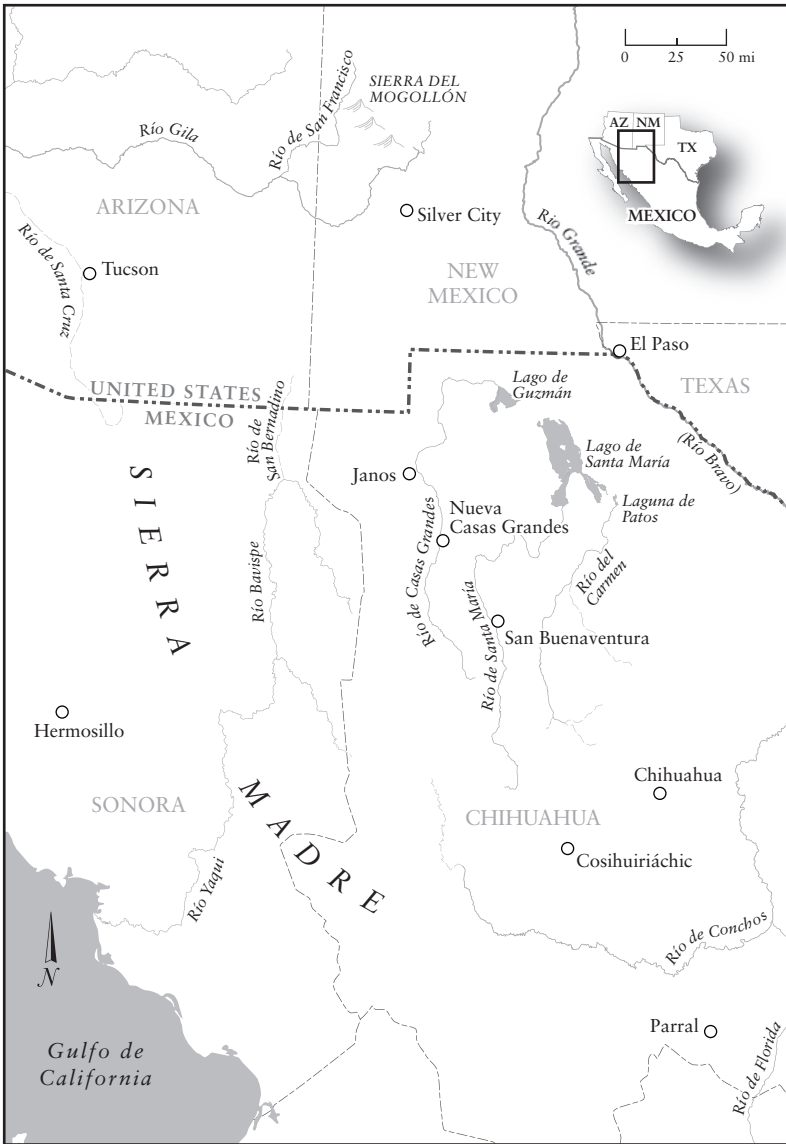 0 25 50 mi
SIERRA DEL
MOGOLLÓN
Río de San Francisco
Río Gila
AZ NM
TX
MEXICO
ARIZONA
Silver City
Río de Santa Cruz
Tucson
Río Grande
NEW
MEXICO
El Paso
TEXAS
UNITED STATES
MEXICO
Lago de
Guzmán
Río de
San Bernadino
(Río Bravo)
Lago de
Santa María
Janos
SIERRA
Nueva
Casas Grandes
Laguna de
Patos
Río de Casas Grandes
Río Bavispe
Río del
Carmen
Río de Santa María
San Buenaventura
Hermosillo
Chihuahua
SONORA
MADRE
CHIHUAHUA
Cosihuiriáchic
Río Yaqui
Río de Conchos
N
Parral
Río de Florida
Gulfo de
California